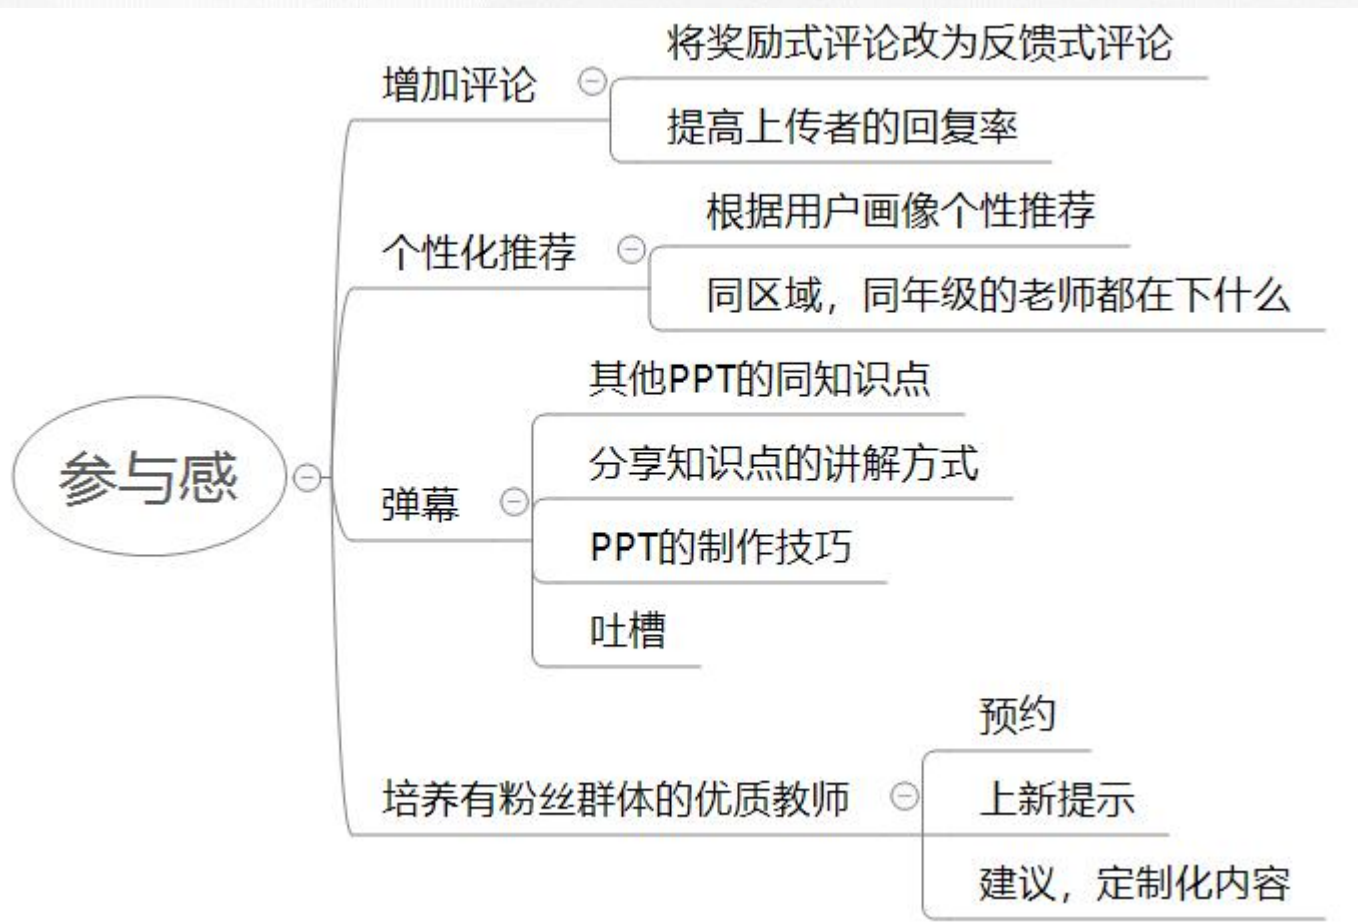 参与感
增加评论
将奖励式评论改为反馈式评论
提高上传者的回复率
个性化推荐
根据用户画像个性推荐
同区域，同年级的老师都在下什么
弹幕
其他PPT的同知识点
分享知识点的讲解方式
PPT的制作技巧
吐槽
培养有粉丝群体的优质教师
预约
上新提示
建议，定制化内容